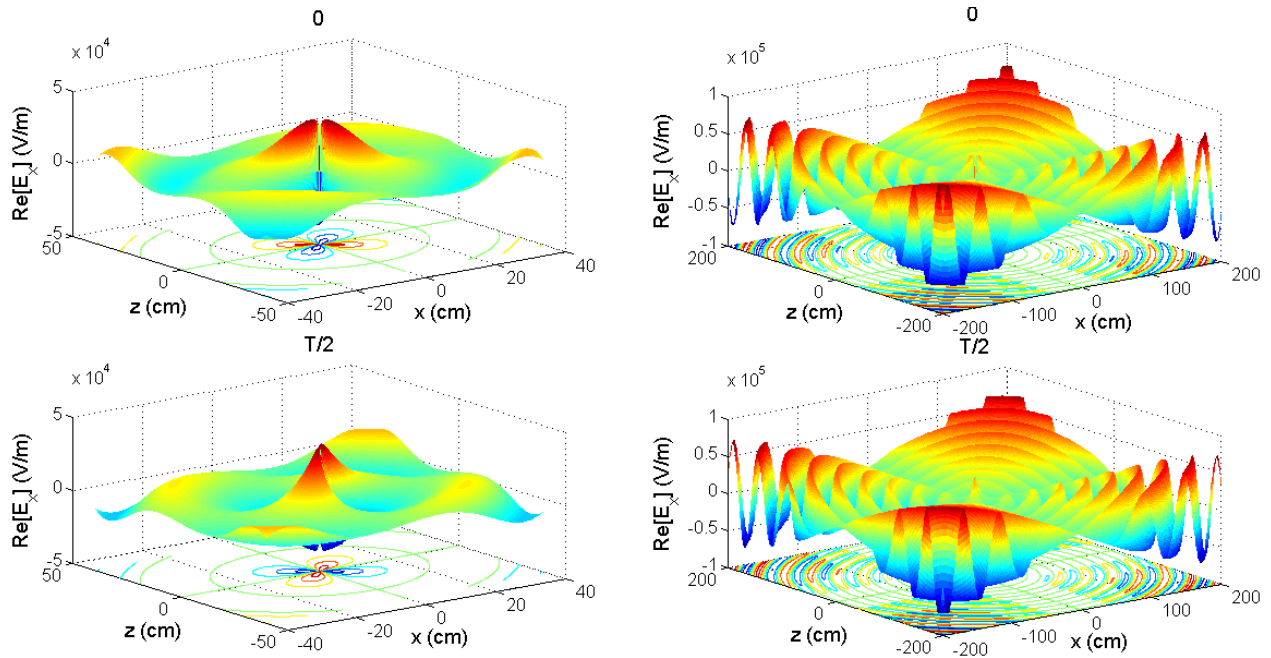 0
x 10^4
5
0
-5
Re[E_x] (V/m)
50
0
-50
z (cm)
-40
-20
0
20
40
x (cm)
0
x 10^5
1
0.5
0
-0.5
-1
Re[E_x] (V/m)
200
0
-200
z (cm)
-200
-100
0
100
200
x (cm)
T/2
x 10^4
5
0
-5
Re[E_x] (V/m)
50
0
-50
z (cm)
-40
-20
0
20
40
x (cm)
T/2
x 10^5
1
0.5
0
-0.5
-1
Re[E_x] (V/m)
200
0
-200
z (cm)
-200
-100
0
100
200
x (cm)